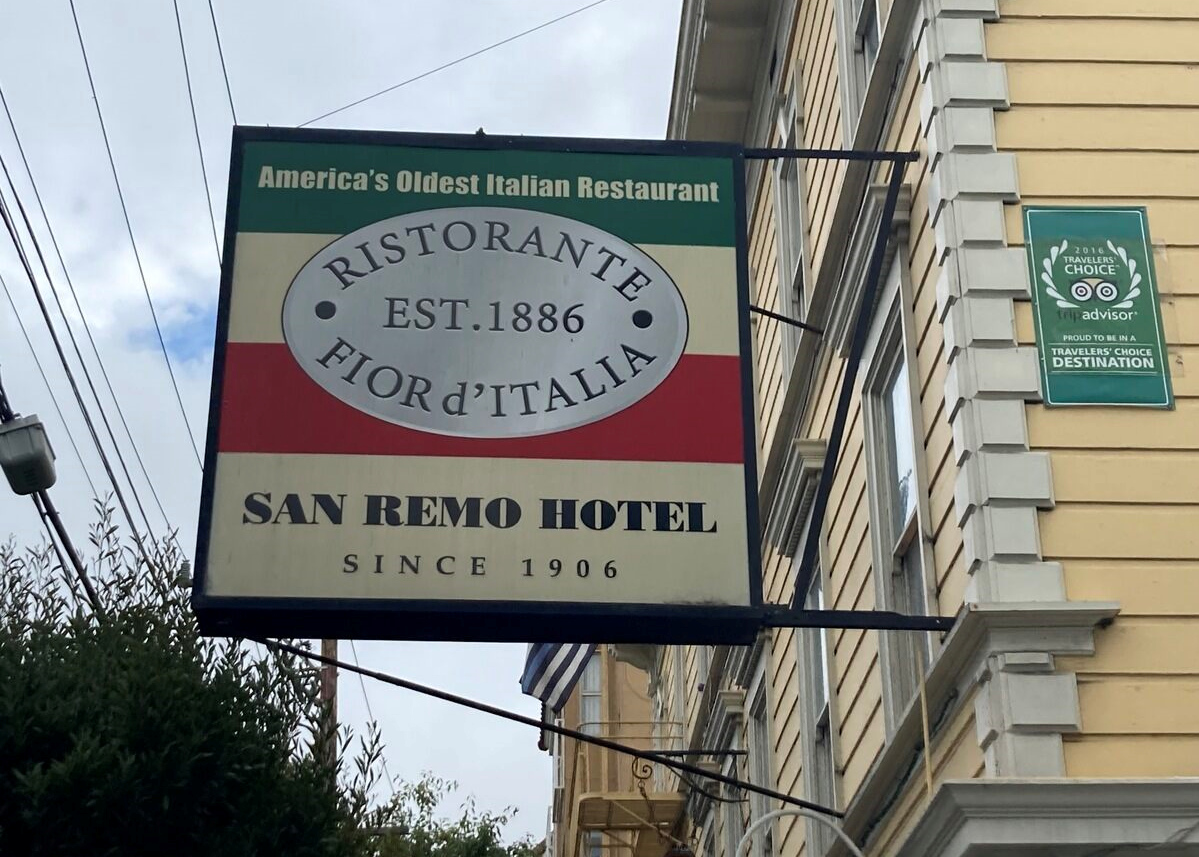 America's Oldest Italian Restaurant
RISTORANTE
EST. 1886
FIOR d'ITALIA
SAN REMO HOTEL
SINCE 1906
2016
TRAVELERS'
CHOICE™
tripadvisor®
PROUD TO BE IN A
TRAVELERS' CHOICE
DESTINATION